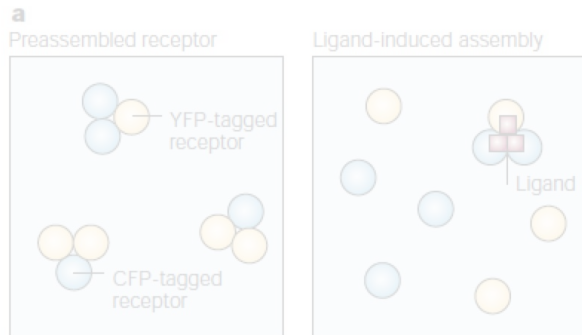 a
Preassembled receptor
Ligand-induced assembly
YFP-tagged
receptor
CFP-tagged
receptor
Ligand